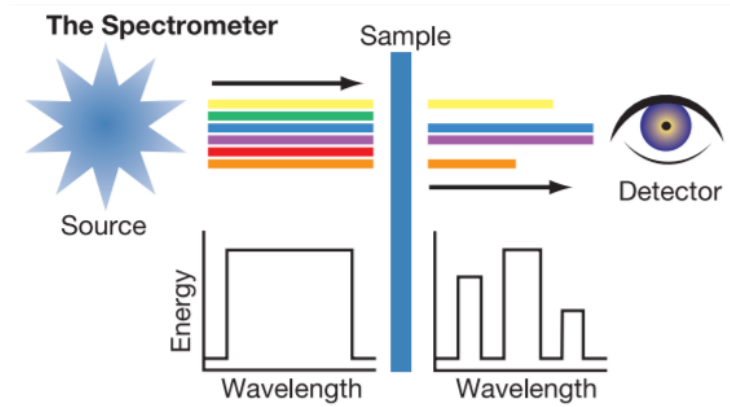 The Spectrometer
Sample
Source
Detector
Energy
Wavelength
Wavelength